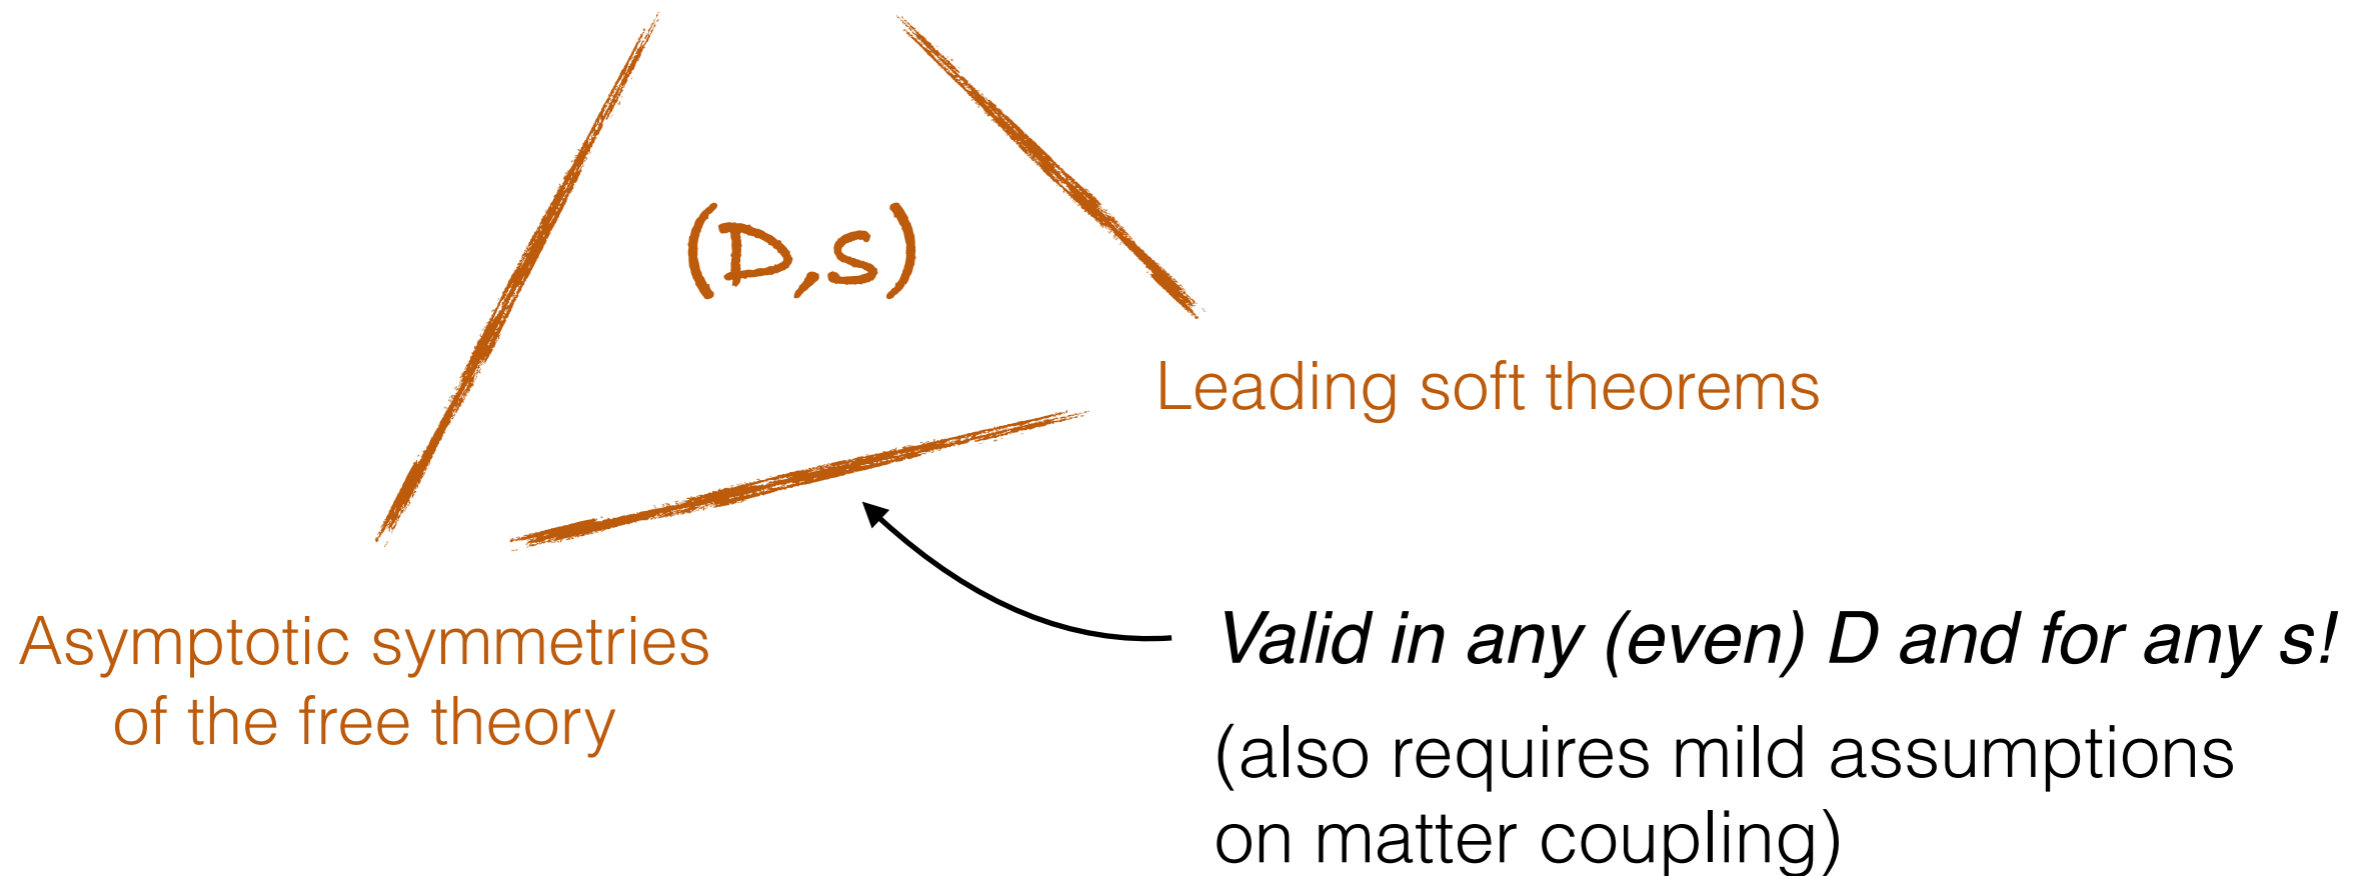 (D,s)
Leading soft theorems
Asymptotic symmetries
of the free theory
Valid in any (even) D and for any s!
(also requires mild assumptions
on matter coupling)